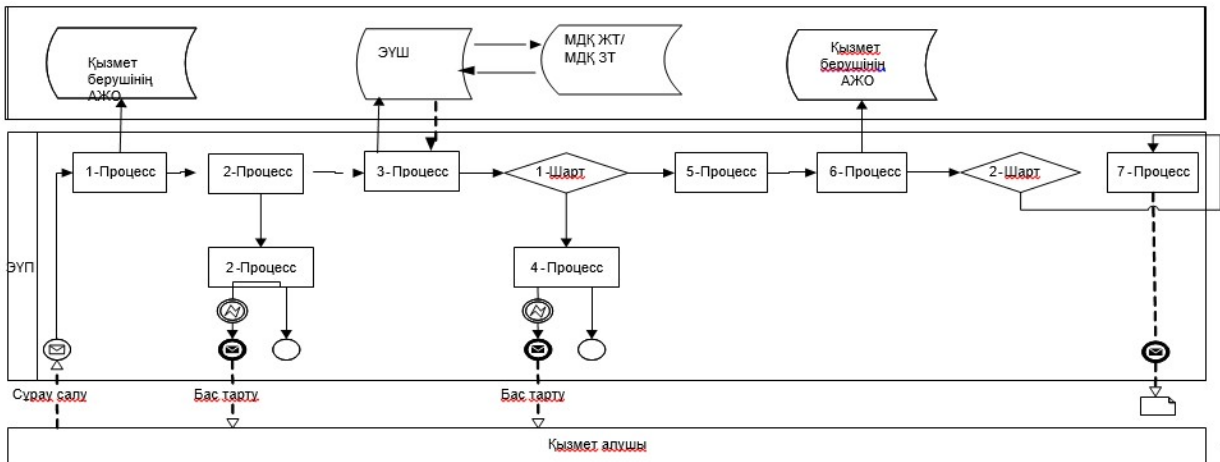 Қызмет
берушінің
АЖО
ЭҮШ
МДҚ ЖТ/
МДҚ ЗТ
Қызмет
берушінің
АЖО
1-Процесс
2-Процесс
3-Процесс
1-Шарт
5-Процесс
6-Процесс
2-Шарт
7-Процесс
ЭҮП
2-Процесс
4-Процесс
Сұрау салу
Бас тарту
Бас тарту
Қызмет алушы